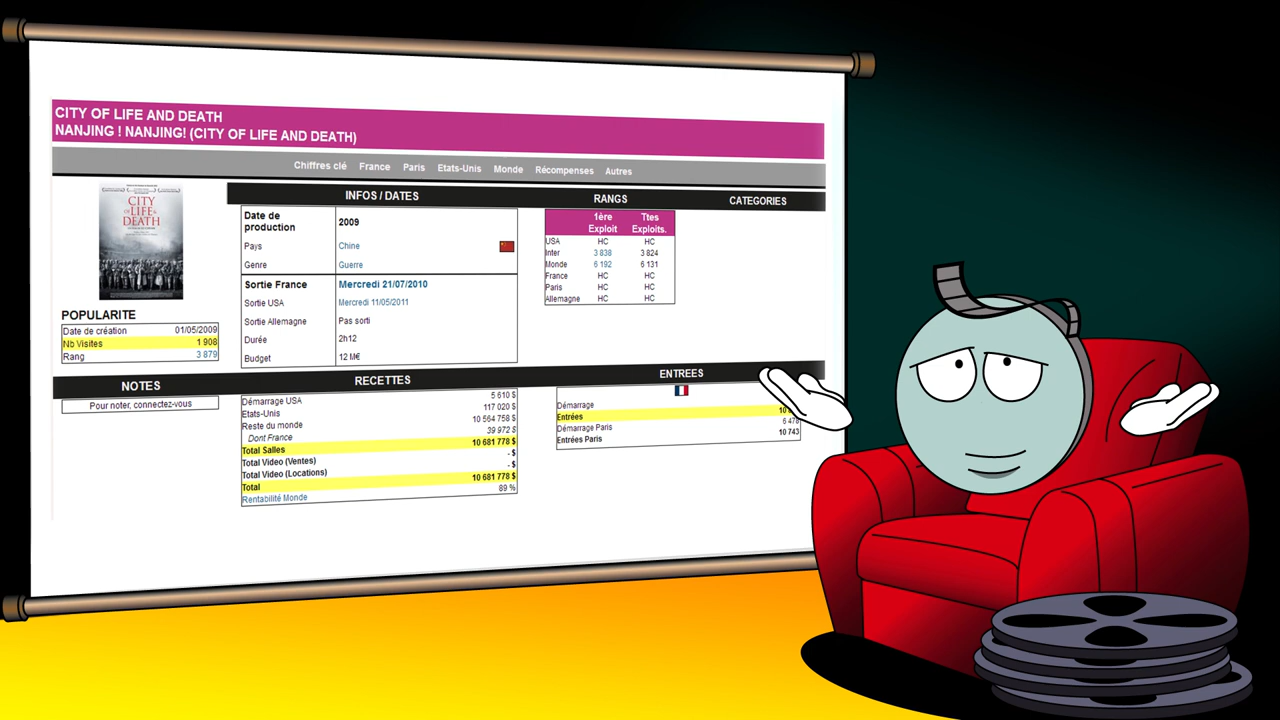 CITY OF LIFE AND DEATH
NANJING ! NANJING! (CITY OF LIFE AND DEATH)
Chiffres clé France Paris Etats-Unis Monde Récompenses Autres
INFOS / DATES RANGS CATEGORIES
CITY
OF LIFE &
DEATH
Date de production 2009
Pays Chine
Genre Guerre
Sortie France Mercredi 21/07/2010
Sortie USA Mercredi 11/05/2011
Sortie Allemagne Pas sorti
Durée 2h12
Budget 12 M€
1ère Exploit Ttes Exploits.
USA HC HC
Inter 3 838 3 824
Monde 6 192 6 131
France HC HC
Paris HC HC
Allemagne HC HC
POPULARITE
Date de création 01/05/2009
Nb Visites 1 908
Rang 3 879
NOTES RECETTES ENTREES
Pour noter, connectez-vous
Démarrage USA 5 610 $
Etats-Unis 117 020 $
Reste du monde 10 564 758 $
Dont France 39 972 $
Total Salles 10 681 778 $
Total Video (Ventes) - $
Total Video (Locations) - $
Total 10 681 778 $
Rentabilité Monde 89 %
Démarrage
Entrées
Démarrage Paris 6 478
Entrées Paris 10 743